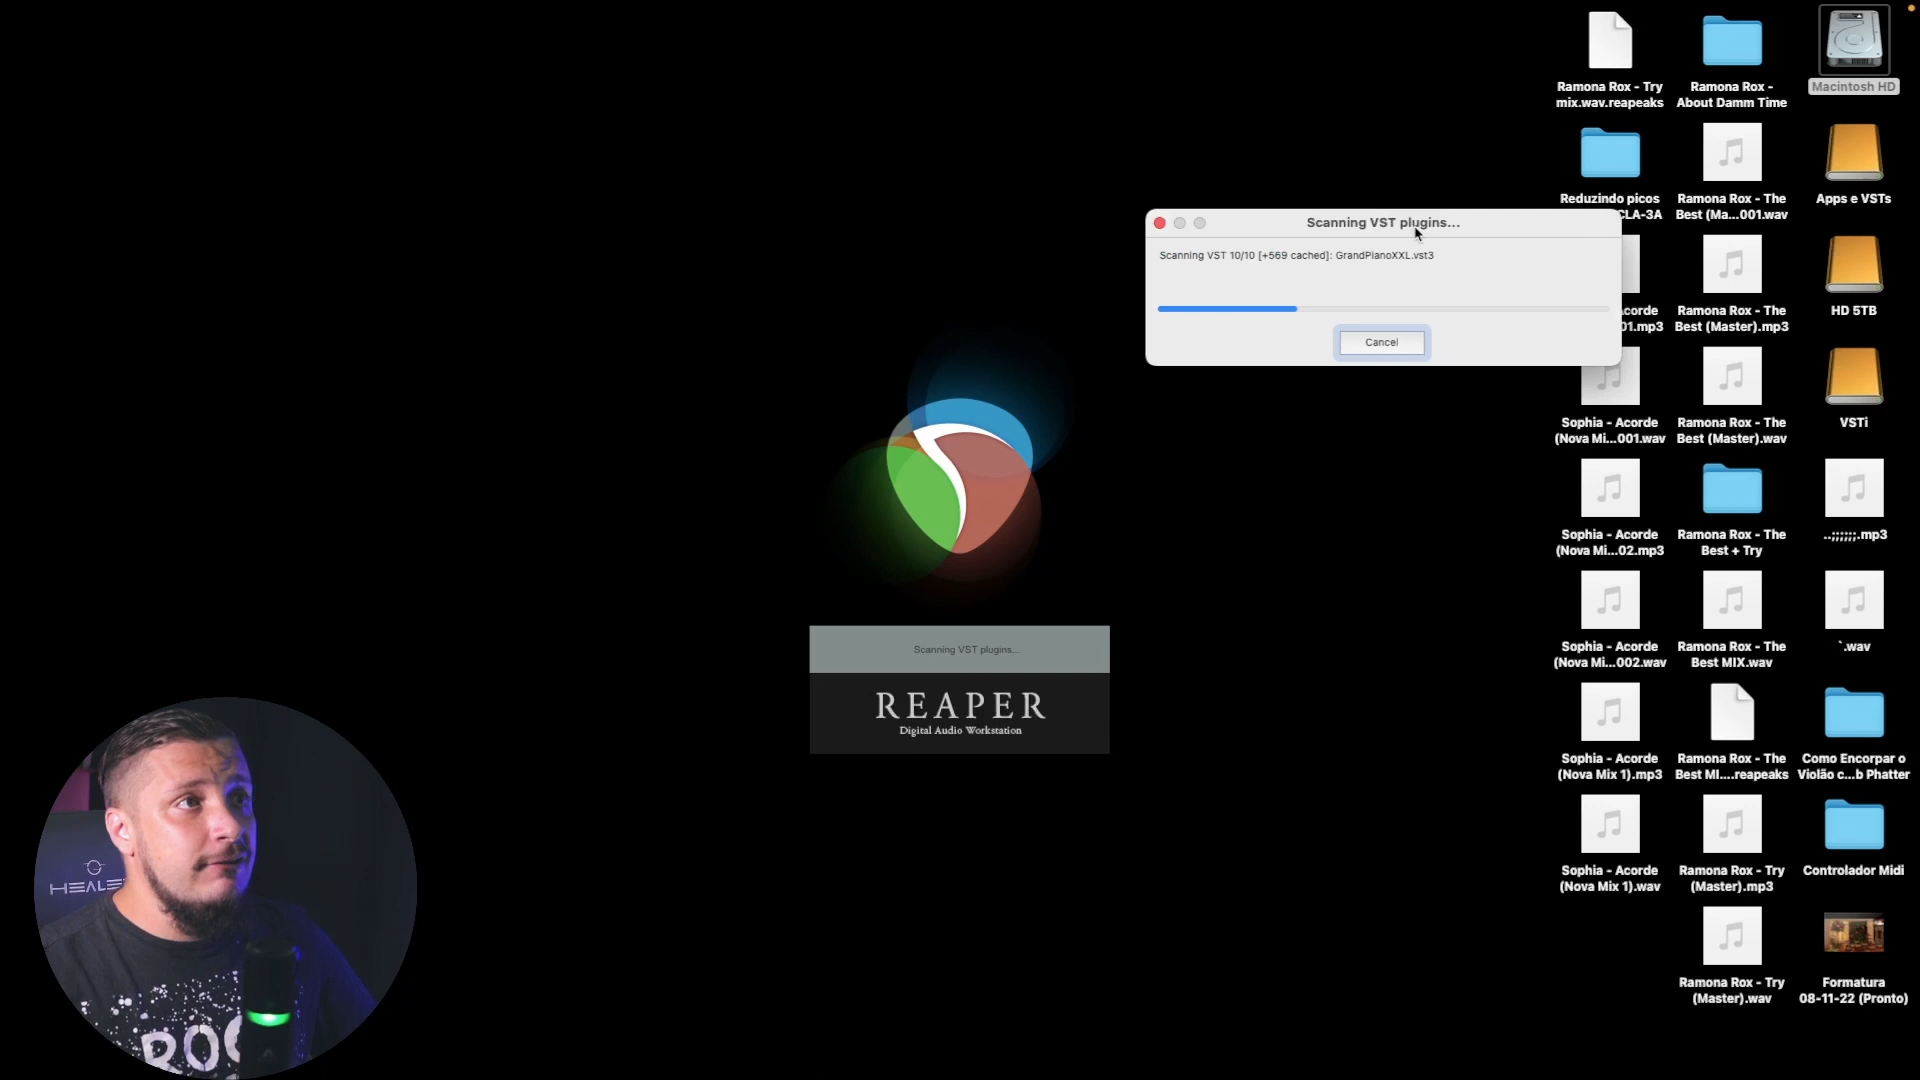 Ramona Rox - Try
mix.wav.reapeaks
Ramona Rox -
About Damm Time
Macintosh HD
Reduzindo picos
CLA-3A
Ramona Rox - The
Best (Ma...001.wav
Apps e VSTs
Scanning VST plugins...
Scanning VST 10/10 [+569 cached]: GrandPianoXXL.vst3
Cancel
corde
01.mp3
Ramona Rox - The
Best (Master).mp3
HD 5TB
Sophia - Acorde
(Nova Mi...001.wav
Ramona Rox - The
Best (Master).wav
VSTi
Sophia - Acorde
(Nova Mi...02.mp3
Ramona Rox - The
Best + Try
..;;;;;;.mp3
Sophia - Acorde
(Nova Mi...002.wav
Ramona Rox - The
Best MIX.wav
`.wav
Scanning VST plugins...
REAPER
Digital Audio Workstation
Sophia - Acorde
(Nova Mix 1).mp3
Ramona Rox - The
Best MI....reapeaks
Como Encorpar o
Violão c...b Phatter
Sophia - Acorde
(Nova Mix 1).wav
Ramona Rox - Try
(Master).mp3
Controlador Midi
Ramona Rox - Try
(Master).wav
Formatura
08-11-22 (Pronto)
HEALE
ROC